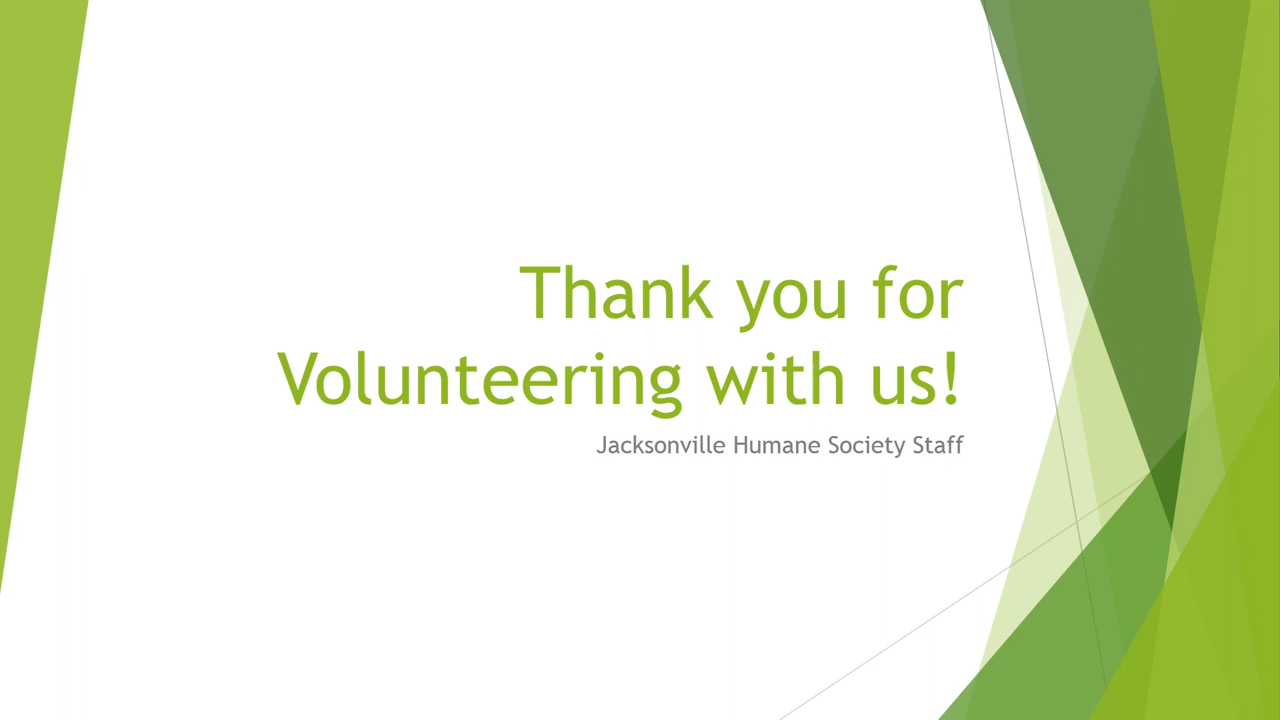 Thank you for
Volunteering with us!
Jacksonville Humane Society Staff